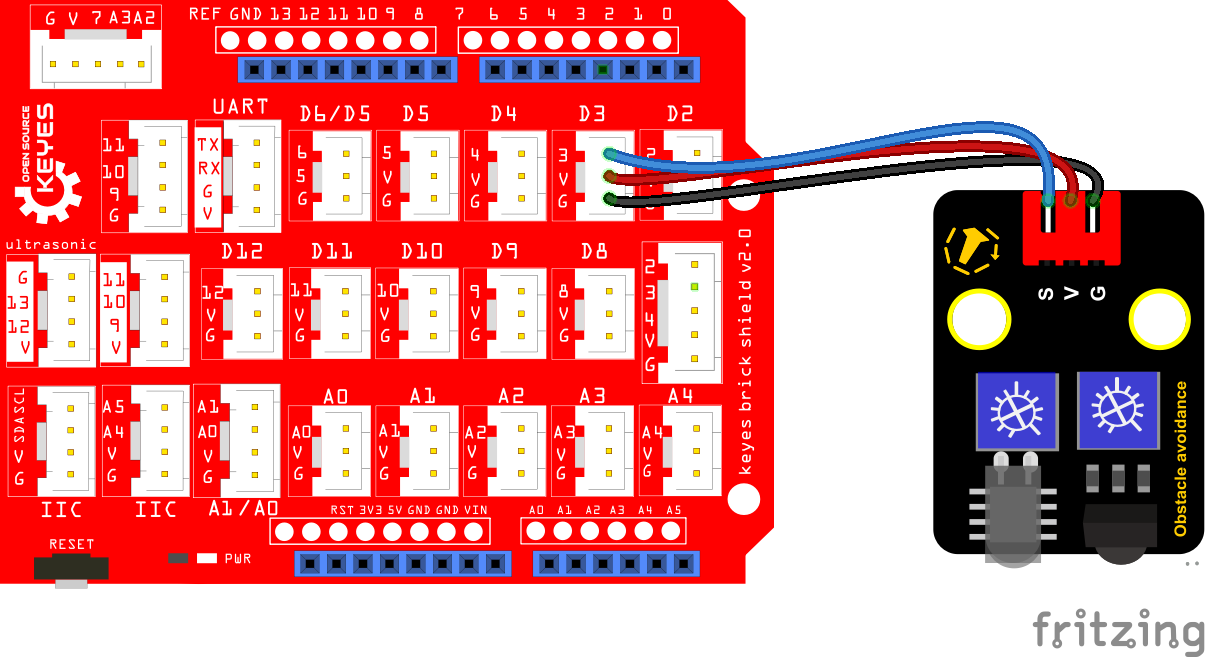 G V 7 A3 A2
REF GND 13 12 11 10 9 8 7 6 5 4 3 2 1 0
OPEN SOURCE
KEYES
UART
D6/D5
D5
D4
D3
D2
11
10
9
G
TX
RX
G
V
6
5
G
5
V
G
4
V
G
3
V
G
2
ultrasonic
D12
D11
D10
D9
D8
G
13
12
V
11
10
9
V
12
V
G
11
V
G
10
V
G
9
V
G
8
V
G
2
3
4
V
G
keyes brick shield v2.0
A0
A1
A2
A3
A4
SCL
SDA
V
G
A5
A4
V
G
A1
A0
V
G
A0
V
G
A1
V
G
A2
V
G
A3
V
G
A4
V
G
IIC
IIC
A1/A0
RST 3V3 5V GND GND VIN
A0 A1 A2 A3 A4 A5
RESET
PWR
S
V
G
Obstacle avoidance
fritzing